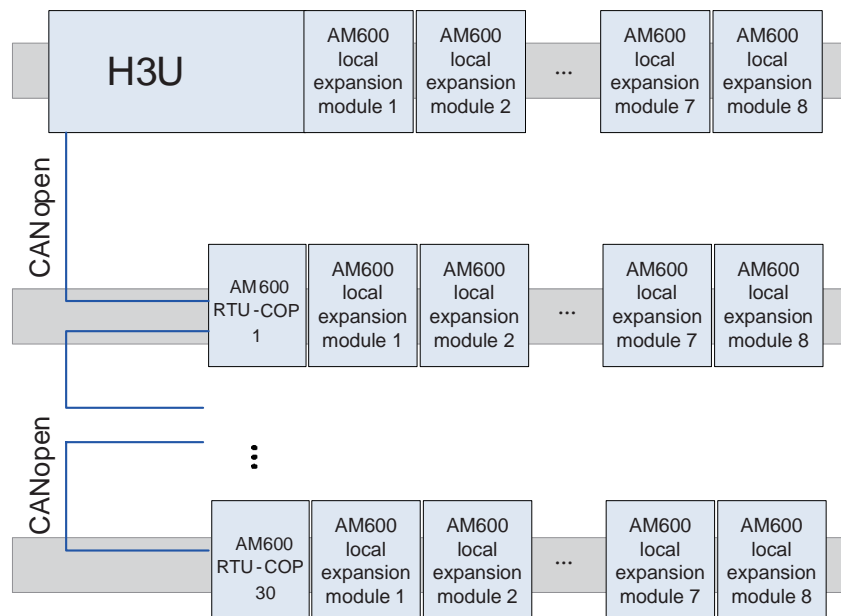 H3U
AM600
local
expansion
module 1
AM600
local
expansion
module 2
...
AM600
local
expansion
module 7
AM600
local
expansion
module 8
CANopen
AM600
RTU-COP
1
AM600
local
expansion
module 1
AM600
local
expansion
module 2
...
AM600
local
expansion
module 7
AM600
local
expansion
module 8
CANopen
...
AM600
RTU-COP
30
AM600
local
expansion
module 1
AM600
local
expansion
module 2
...
AM600
local
expansion
module 7
AM600
local
expansion
module 8